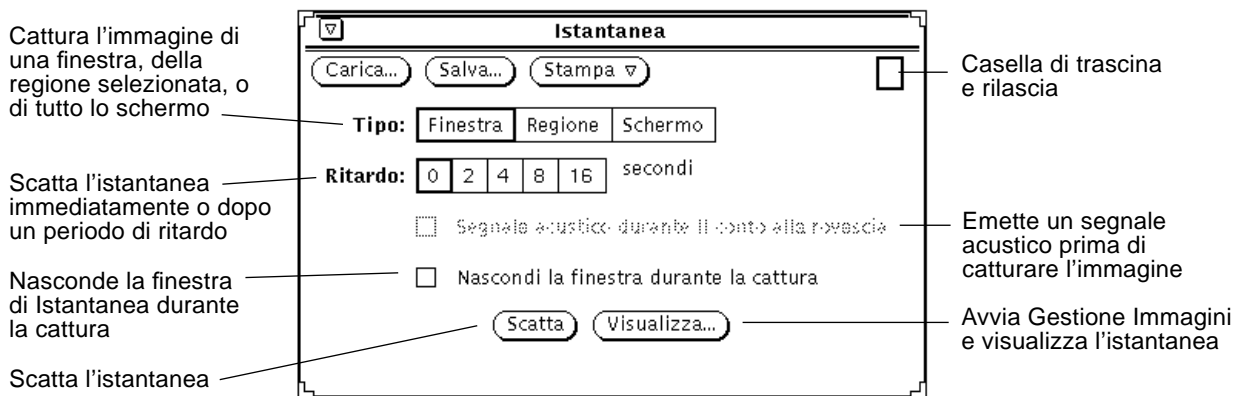 Cattura l'immagine di
una finestra, della
regione selezionata, o
di tutto lo schermo
Scatta l'istantanea
immediatamente o dopo
un periodo di ritardo
Nasconde la finestra
di Istantanea durante
la cattura
Scatta l'istantanea
Istantanea
Carica... Salva... Stampa
Tipo: Finestra Regione Schermo
Ritardo: 0 2 4 8 16 secondi
Segnale acustico durante il conto alla rovescia
Nascondi la finestra durante la cattura
Scatta Visualizza...
Casella di trascina
e rilascia
Emette un segnale
acustico prima di
catturare l'immagine
Avvia Gestione Immagini
e visualizza l'istantanea